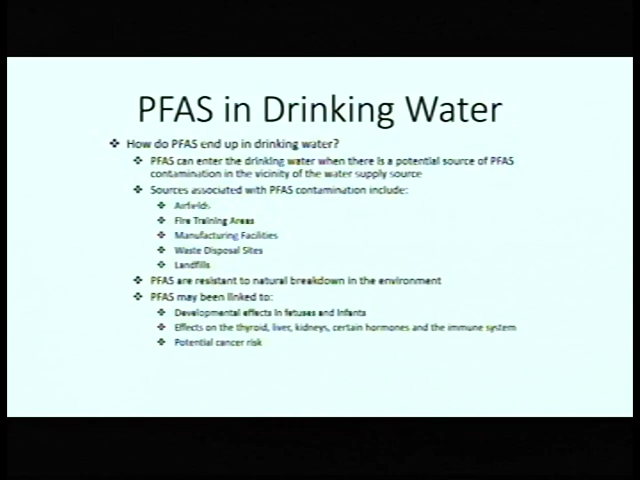 PFAS in Drinking Water
❖ How do PFAS end up in drinking water?
❖ PFAS can enter the drinking water when there is a potential source of PFAS
contamination in the vicinity of the water supply source
❖ Sources associated with PFAS contamination include:
❖ Airfields
❖ Fire Training Areas
❖ Manufacturing Facilities
❖ Waste Disposal Sites
❖ Landfills
❖ PFAS are resistant to natural breakdown in the environment
❖ PFAS may been linked to:
❖ Developmental effects in fetuses and infants
❖ Effects on the thyroid, liver, kidneys, certain hormones and the immune system
❖ Potential cancer risk